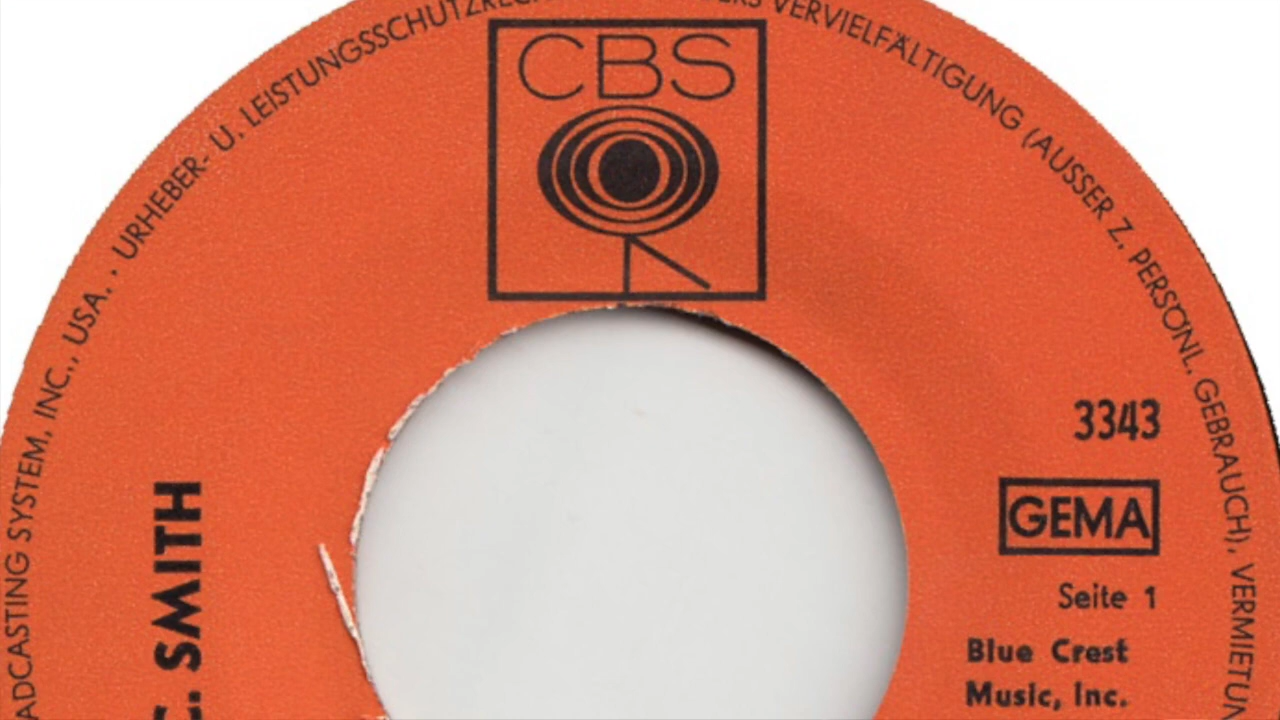 ADCASTING SYSTEM, INC., USA. · URHEBER- U. LEISTUNGSSCHUTZREC
VERVIELFÄLTIGUNG (AUSSER Z. PERSÖNL. GEBRAUCH), VERMIETUN
CBS
3343
GEMA
Seite 1
Blue Crest
Music, Inc.
C. SMITH